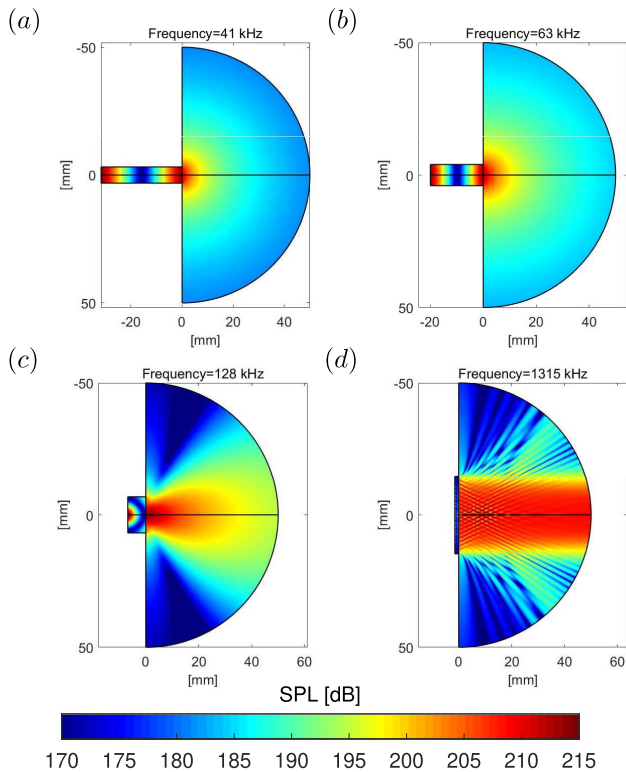 (a)
Frequency=41 kHz
-50
0
50
[mm]
-20 0 20 40
[mm]
(b)
Frequency=63 kHz
-50
0
50
[mm]
-20 0 20 40
[mm]
(c)
Frequency=128 kHz
-50
0
50
[mm]
0 20 40 60
[mm]
(d)
Frequency=1315 kHz
-50
0
50
[mm]
0 20 40 60
[mm]
SPL [dB]
170 175 180 185 190 195 200 205 210 215